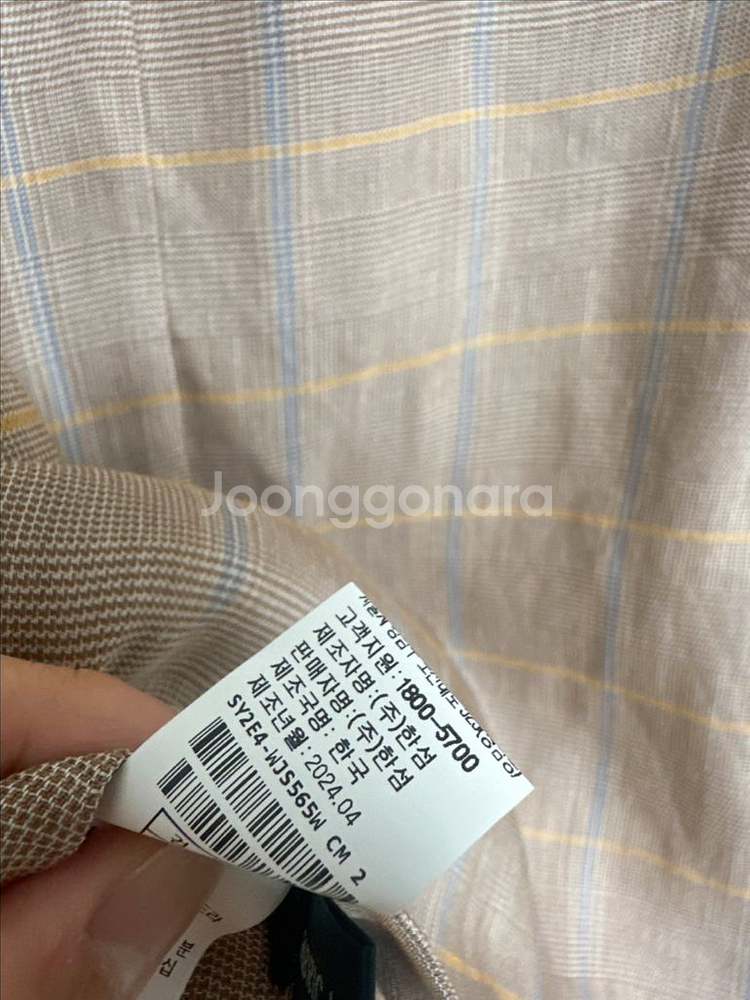 Joonggonara
고객지원 : 1800-5700
제조자명 : (주)한섬
판매자명 : (주)한섬
제조국명 : 한국
제조년월 : 2024.04
SY2E4-WJS565W CM 2